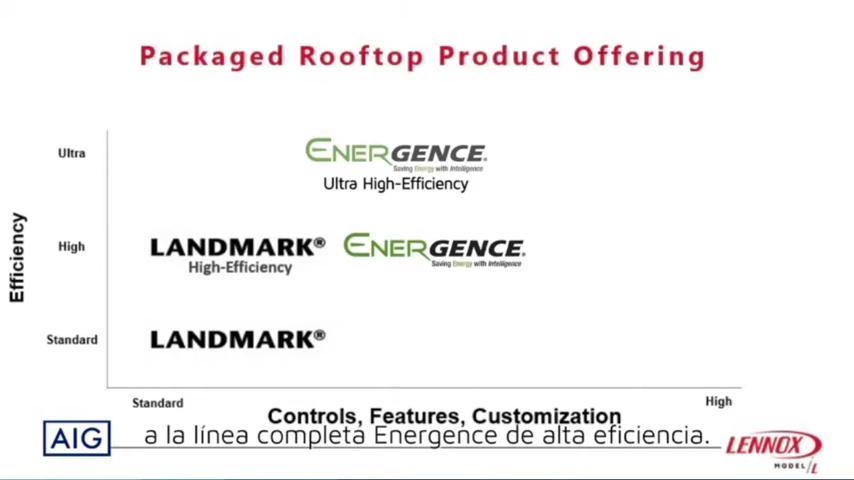 Packaged Rooftop Product Offering
Ultra
ENERGENCE.
Saving Energy with Intelligence
Ultra High-Efficiency
Efficiency
High
LANDMARK®
High-Efficiency
ENERGENCE.
Saving Energy with Intelligence
Standard
LANDMARK®
Standard
High
Controls, Features, Customization
AIG
a la línea completa Energence de alta eficiencia.
LENNOX
MODEL L